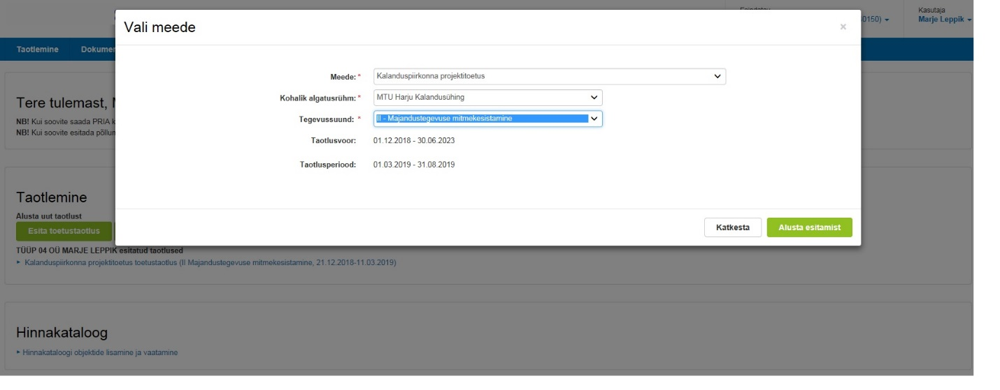 Kasutaja
0150)
Marje Leppik
Vali meede
×
Taotlemine
Meede: *
Kalanduspiirkonna projektitoetus
Kohalik algatusrühm: *
MTU Harju Kalandusühing
Tegevussuund: *
II - Majandustegevuse mitmekesistamine
Taotlusvoor:
01.12.2018 - 30.06.2023
Taotlusperiood:
01.03.2019 - 31.08.2019
Katkesta
Alusta esitamist
Tere tulemast,
NB! Kui soovite saada PRIA
NB! Kui soovite esitada
Taotlemine
Alusta uut taotlust
Esita toetustaotlus
TÜÜP 04 OÜ MARJE LEPPIK esitatud taotlused
Kalanduspiirkonna projektitoetus toetustaotlus (II Majandustegevuse mitmekesistamine, 21.12.2018-11.03.2019)
Hinnakataloog
Hinnakataloogi objektide lisamine ja vaatamine